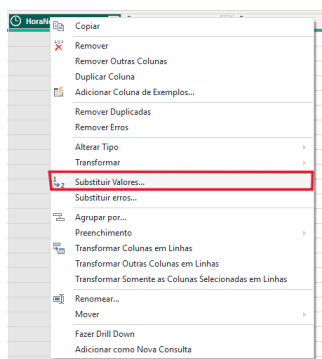 HoraN
Copiar
Remover
Remover Outras Colunas
Duplicar Coluna
Adicionar Coluna de Exemplos...
Remover Duplicadas
Remover Erros
Alterar Tipo
Transformar
Substituir Valores...
Substituir erros...
Agrupar por...
Preenchimento
Transformar Colunas em Linhas
Transformar Outras Colunas em Linhas
Transformar Somente as Colunas Selecionadas em Linhas
Renomear...
Mover
Fazer Drill Down
Adicionar como Nova Consulta